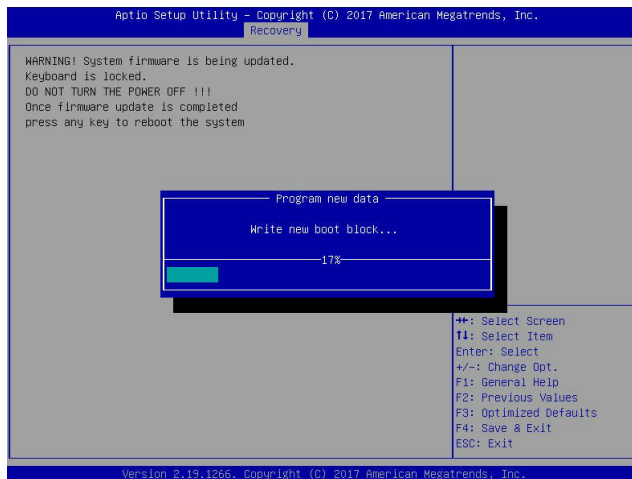 Aptio Setup Utility – Copyright (C) 2017 American Megatrends, Inc.
Recovery
WARNING! System firmware is being updated.
Keyboard is locked.
DO NOT TURN THE POWER OFF !!!
Once firmware update is completed
press any key to reboot the system
Program new data
Write new boot block...
17%
→←: Select Screen
↑↓: Select Item
Enter: Select
+/-: Change Opt.
F1: General Help
F2: Previous Values
F3: Optimized Defaults
F4: Save & Exit
ESC: Exit
Version 2.19.1266. Copyright (C) 2017 American Megatrends, Inc.